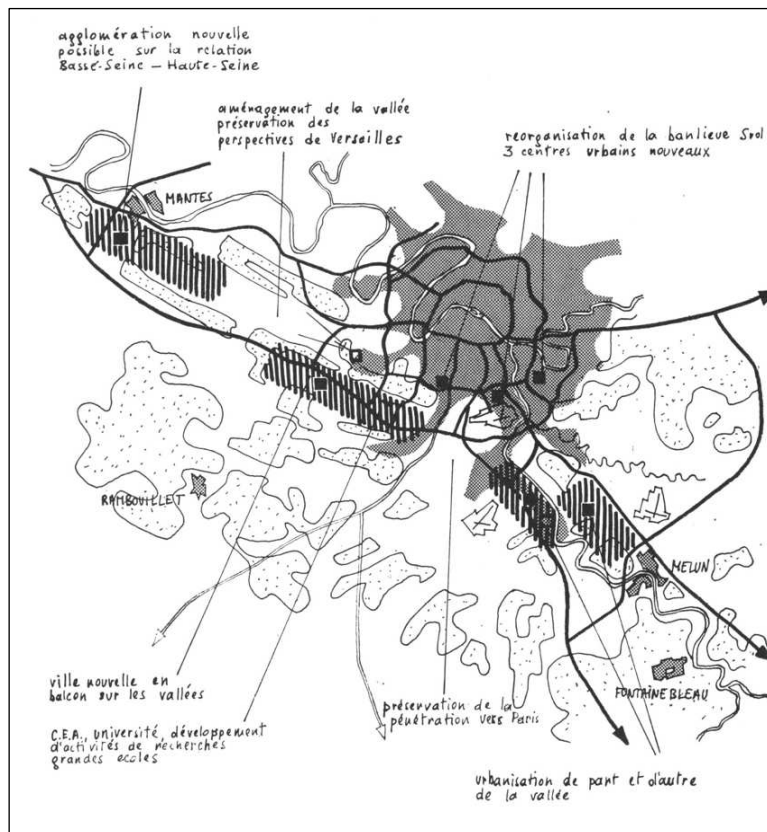 agglomération nouvelle
possible sur la relation
Basse-Seine — Haute-Seine
aménagement de la vallée
préservation des
perspectives de Versailles
reorganisation de la banlieue Sud
3 centres urbains nouveaux
MANTES
RAMBOUILLET
MELUN
FONTAINEBLEAU
ville nouvelle en
balcon sur les vallées
C.E.A., université, développement
d'activités de recherches
grandes ecoles
préservation de la
pénétration vers Paris
urbanisation de part et d'autre
de la vallée